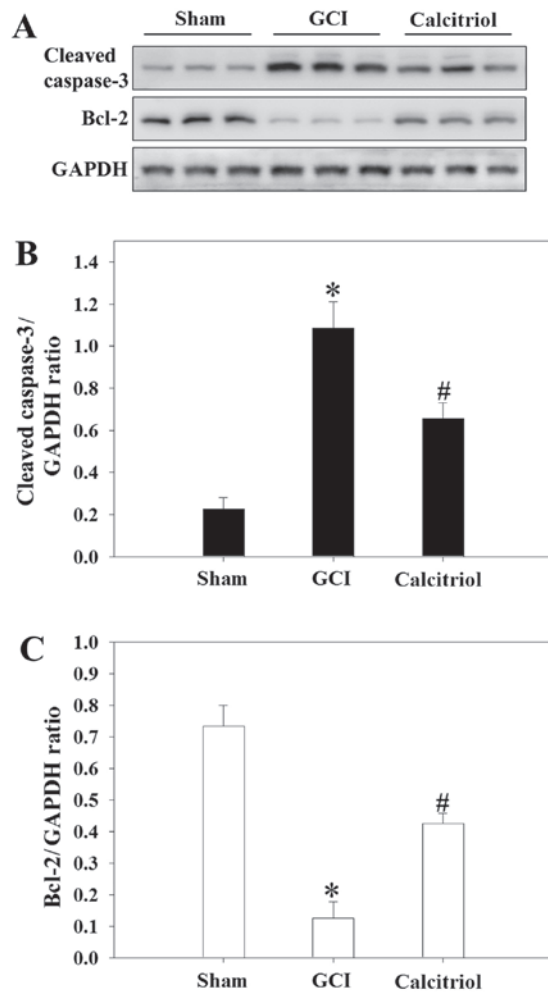 A
Sham GCI Calcitriol
Cleaved
caspase-3
Bcl-2
GAPDH
B
Cleaved caspase-3/
GAPDH ratio
1.4
1.2
1.0
0.8
0.6
0.4
0.2
0.0
*
#
Sham GCI Calcitriol
C
Bcl-2/GAPDH ratio
1.0
0.9
0.8
0.7
0.6
0.5
0.4
0.3
0.2
0.1
0.0
*
#
Sham GCI Calcitriol